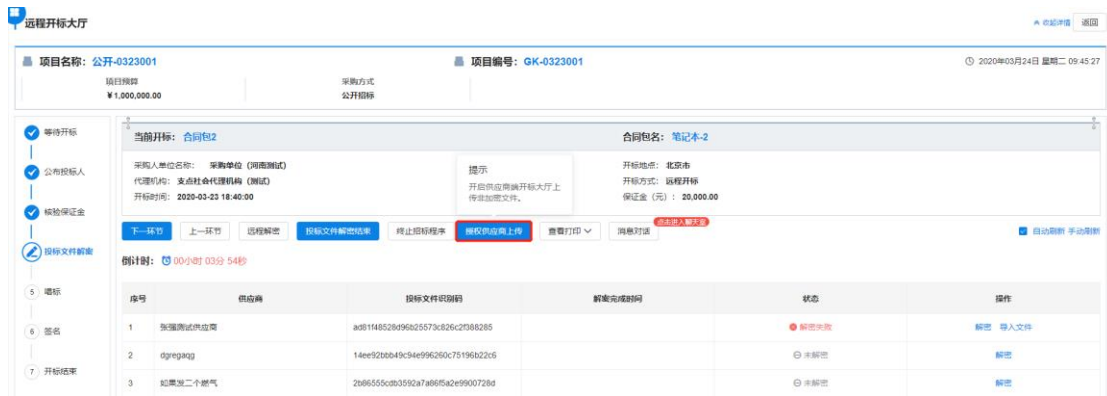 远程开标大厅
收起详情 返回
项目名称： 公开-0323001 项目编号： GK-0323001 2020年03月24日 星期二 09:45:27
项目预算 采购方式
¥1,000,000.00 公开招标
等待开标
公布投标人
核验保证金
投标文件解密
5 唱标
6 签名
7 开标结束
当前开标： 合同包2 合同包名： 笔记本-2
采购人单位名称： 采购单位（河南测试） 开标地点： 北京市
代理机构： 支点社会代理机构（测试） 开标方式： 远程开标
开标时间： 2020-03-23 18:40:00 保证金（元）： 20,000.00
提示
开启供应商端开标大厅上
传非加密文件。
点击进入聊天室
下一环节 上一环节 远程解密 投标文件解密结束 终止招标程序 授权供应商上传 查看打印 消息对话 自动刷新 手动刷新
倒计时： 00小时 03分 54秒
序号 供应商 投标文件识别码 解密完成时间 状态 操作
1 张强测试供应商 ad81f48528d96b25573c826c2f388285 解密失败 解密 导入文件
2 dgregaqg 14ee92bbb49c94e996260c75196b22c6 未解密 解密
3 如果发二个燃气 2b86555cdb3592a7a86f5a2e9900728d 未解密 解密